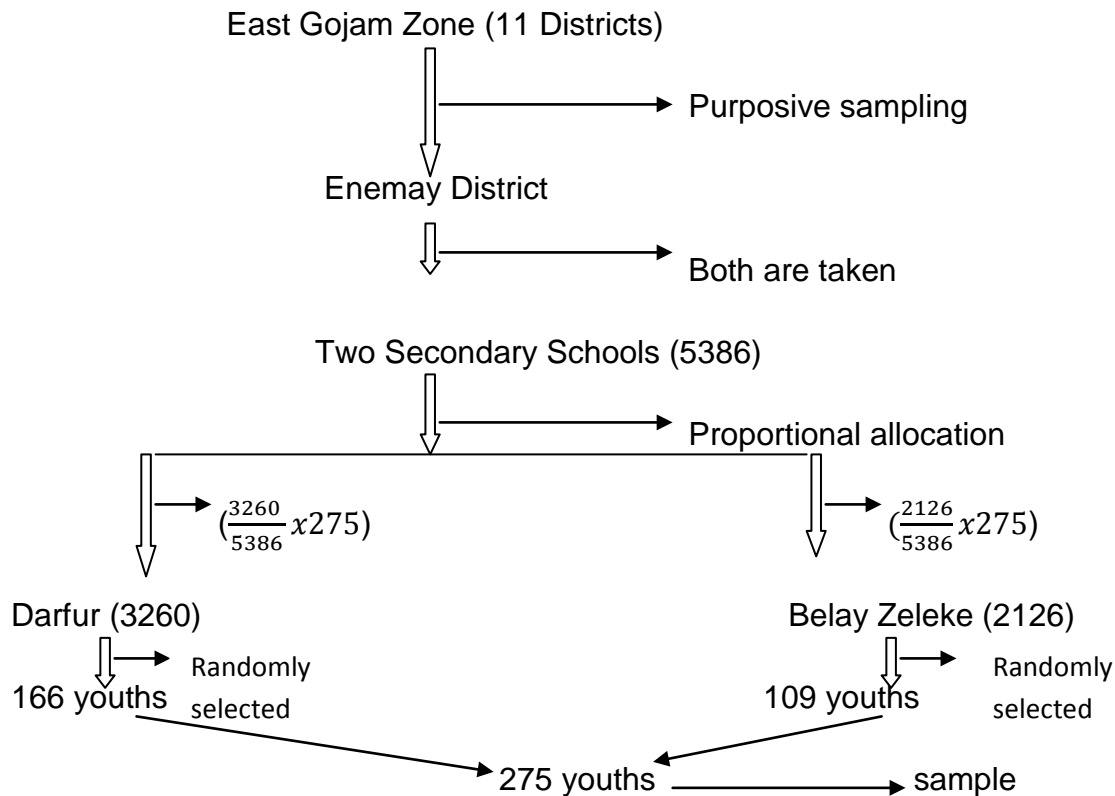 East Gojam Zone (11 Districts)
Purposive sampling
Enemay District
Both are taken
Two Secondary Schools (5386)
Proportional allocation
(3260/5386 x275)
(2126/5386 x275)
Darfur (3260)
Belay Zeleke (2126)
Randomly
selected
Randomly
selected
166 youths
109 youths
275 youths
sample